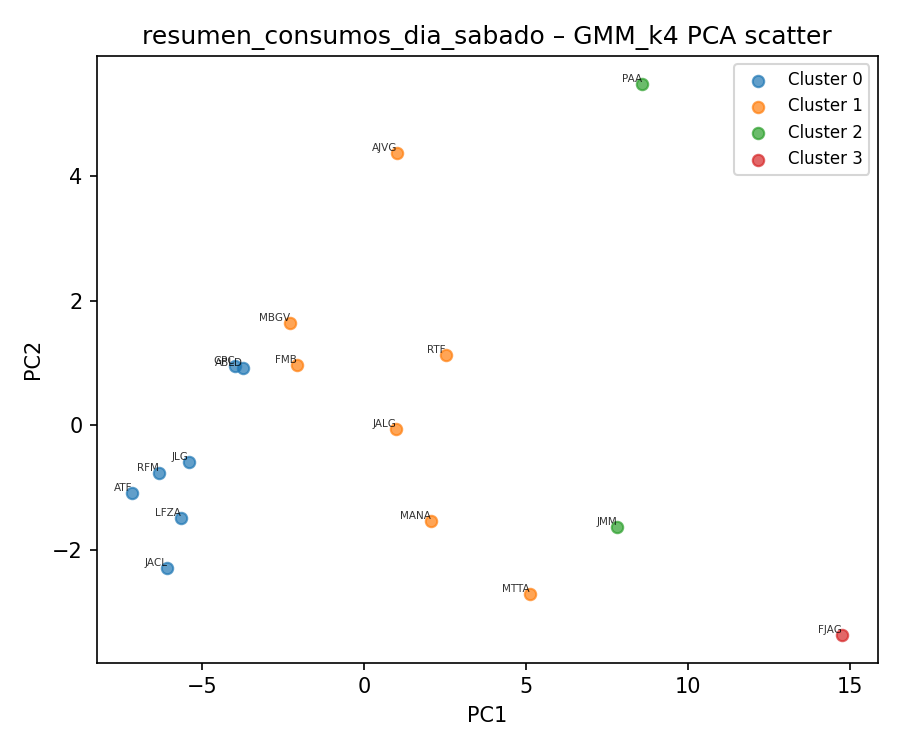 resumen_consumos_dia_sabado – GMM_k4 PCA scatter
Cluster 0
Cluster 1
Cluster 2
Cluster 3
PAA
AJVG
MBGV
FMB
RTF
JLG
RFM
ATF
LFZA
JACL
JALG
MANA
JMM
MTTA
FJAG
4
2
0
−2
PC2
−5
0
5
10
15
PC1